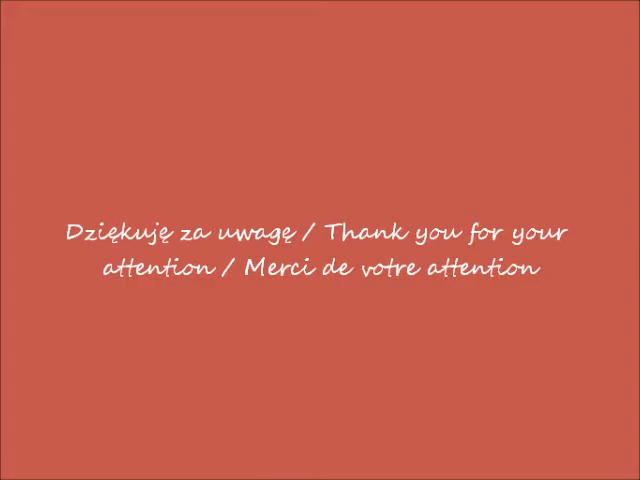 Dziękuję za uwagę / Thank you for your
attention / Merci de votre attention